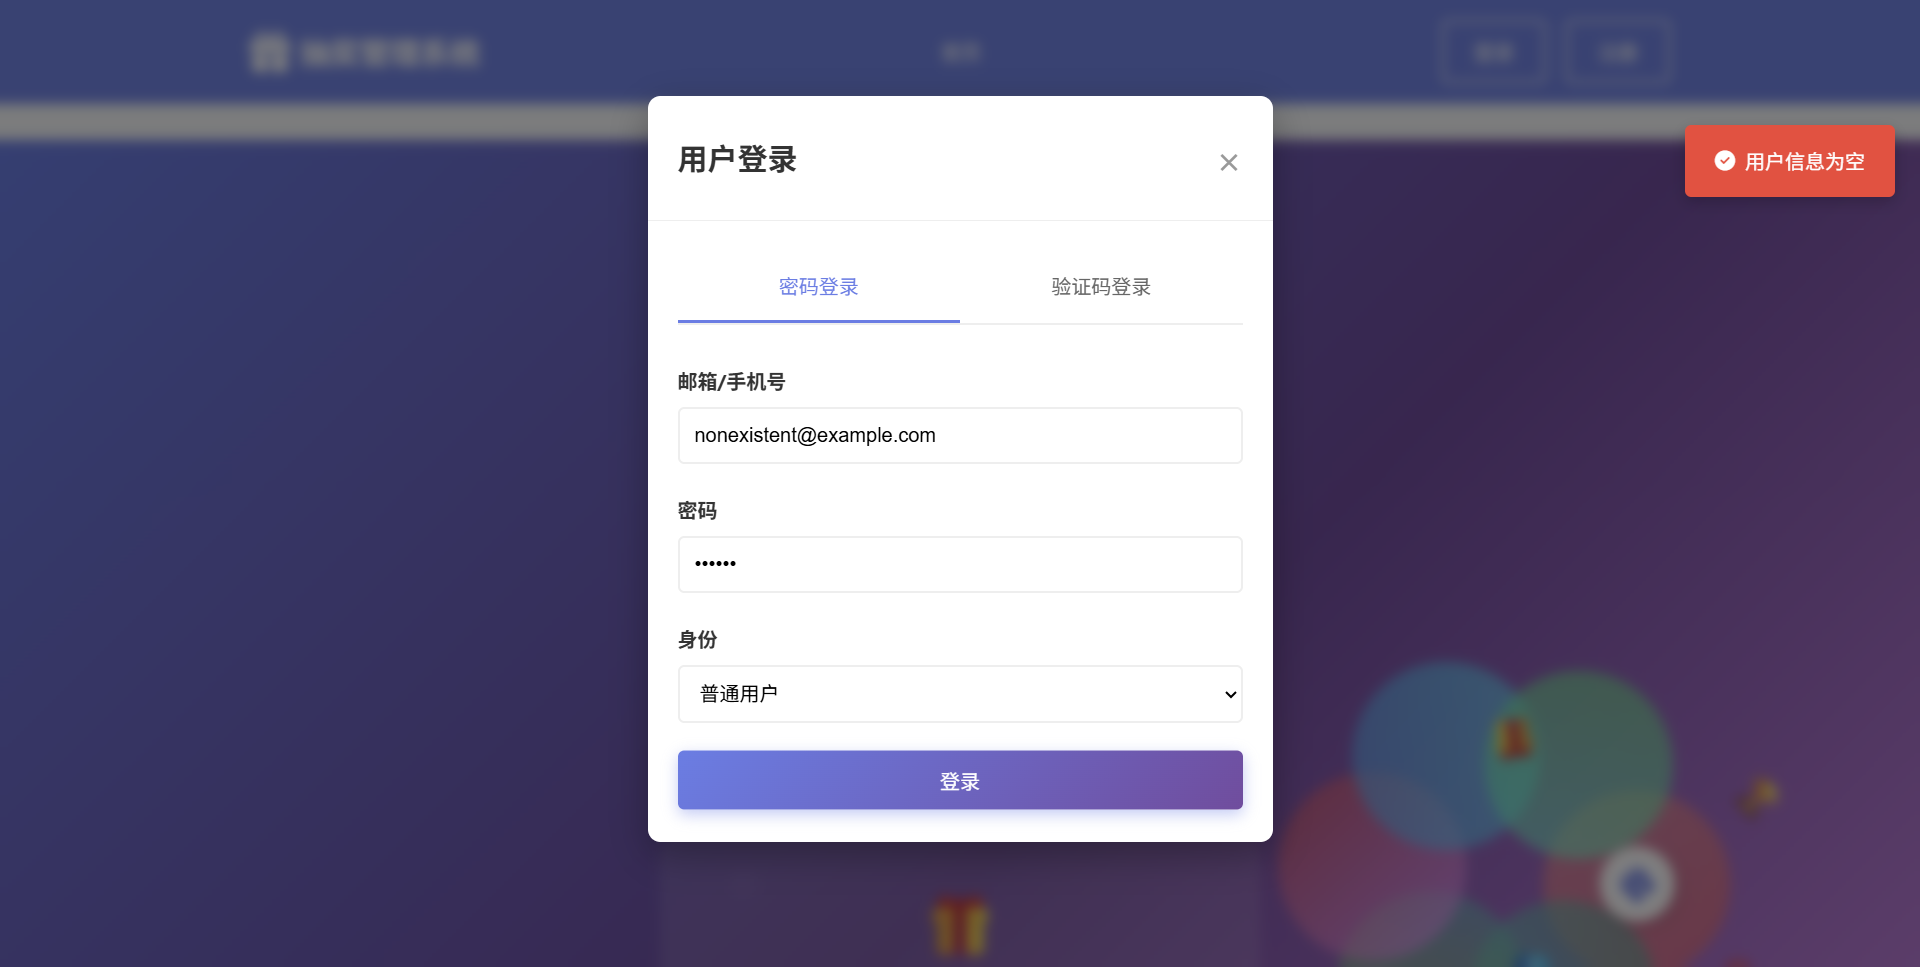 用户登录
用户信息为空
密码登录
验证码登录
邮箱/手机号
nonexistent@example.com
密码
••••••
身份
普通用户
登录